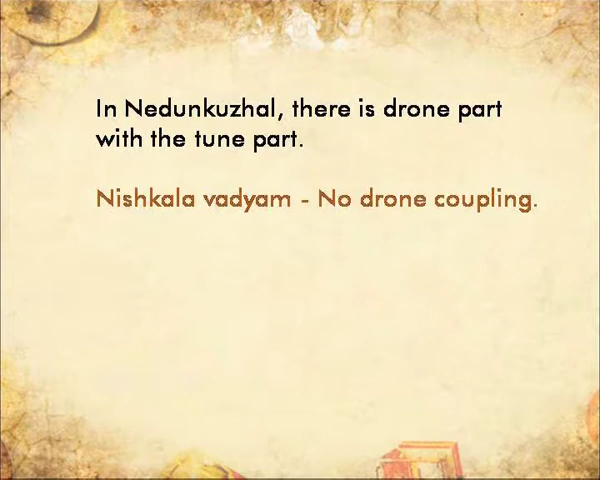 In Nedunkuzhal, there is drone part
with the tune part.
Nishkala vadyam - No drone coupling.